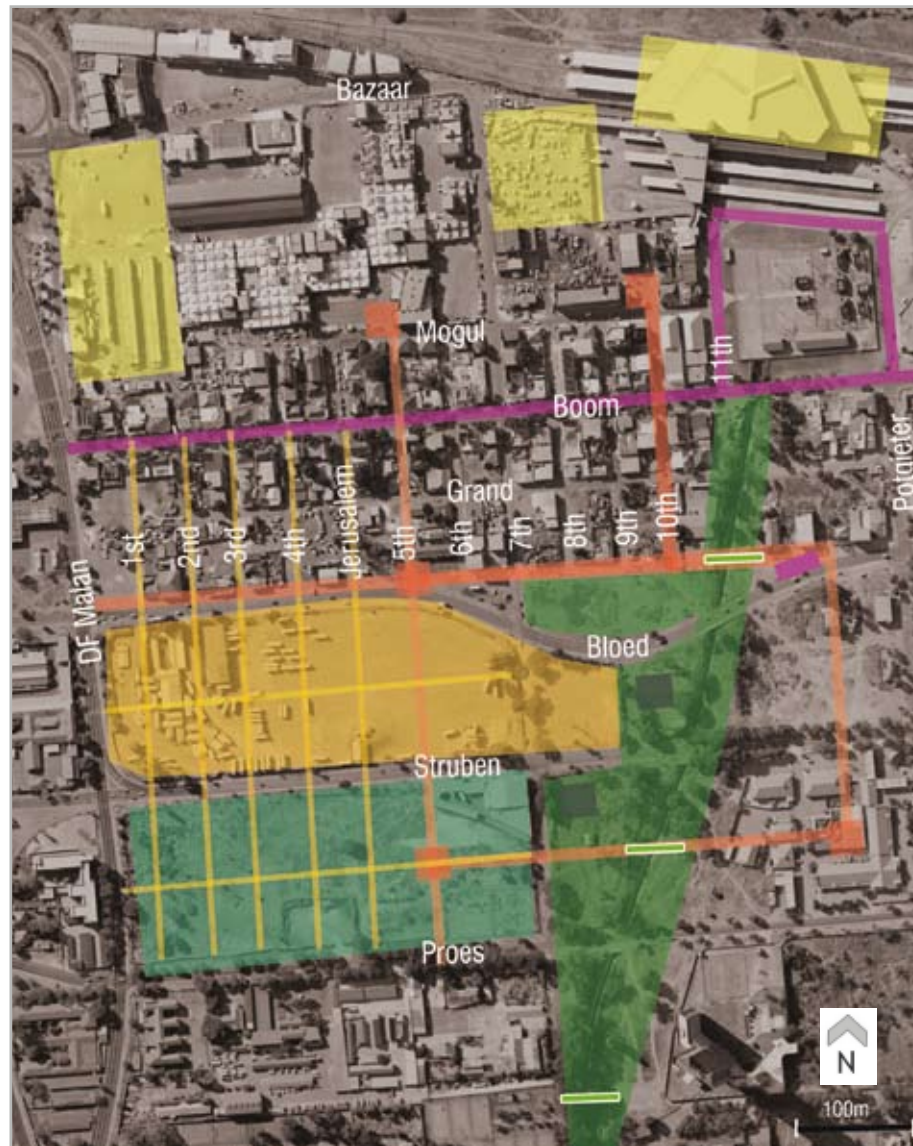 Bazaar
Mogul
11th
Boom
Potgieter
Grand
DF Malan
1st
2nd
3rd
4th
Jerusalem
5th
6th
7th
8th
9th
10th
Bloed
Struben
Proes
N
100m